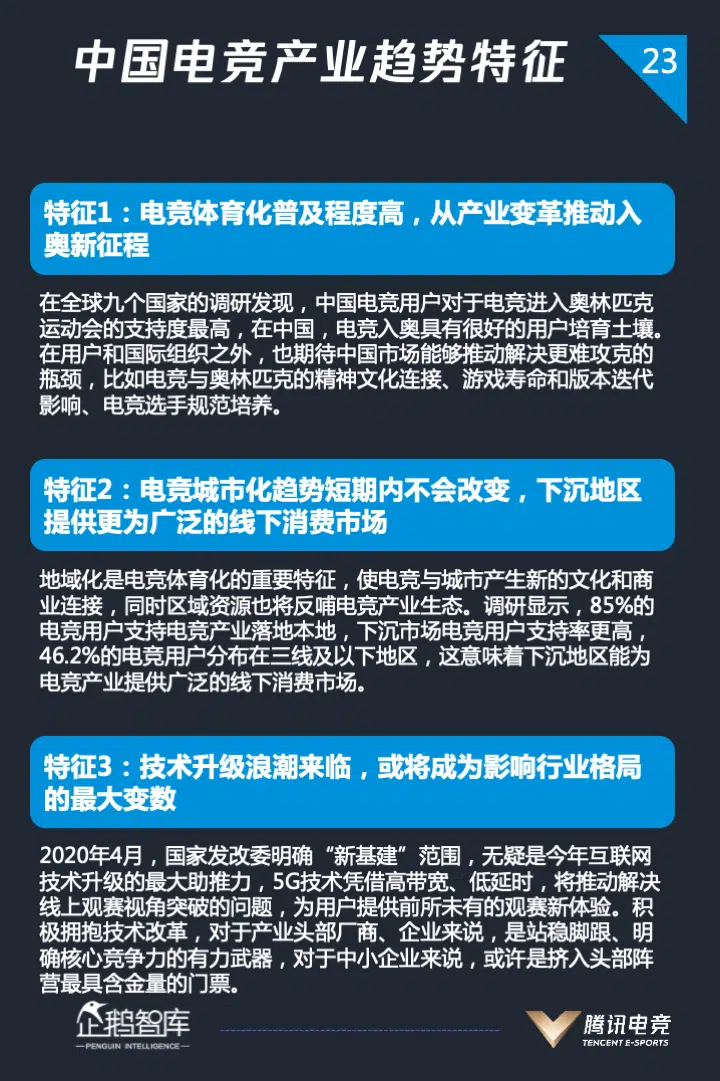 中国电竞产业趋势特征
23
特征1：电竞体育化普及程度高，从产业变革推动入
奥新征程
在全球九个国家的调研发现，中国电竞用户对于电竞进入奥林匹克
运动会的支持度最高，在中国，电竞入奥具有很好的用户培育土壤。
在用户和国际组织之外，也期待中国市场能够推动解决更难攻克的
瓶颈，比如电竞与奥林匹克的精神文化连接、游戏寿命和版本迭代
影响、电竞选手规范培养。
特征2：电竞城市化趋势短期内不会改变，下沉地区
提供更为广泛的线下消费市场
地域化是电竞体育化的重要特征，使电竞与城市产生新的文化和商
业连接，同时区域资源也将反哺电竞产业生态。调研显示，85%的
电竞用户支持电竞产业落地本地，下沉市场电竞用户支持率更高，
46.2%的电竞用户分布在三线及以下地区，这意味着下沉地区能为
电竞产业提供广泛的线下消费市场。
特征3：技术升级浪潮来临，或将成为影响行业格局
的最大变数
2020年4月，国家发改委明确“新基建”范围，无疑是今年互联网
技术升级的最大助推力，5G技术凭借高带宽、低延时，将推动解决
线上观赛视角突破的问题，为用户提供前所未有的观赛新体验。积
极拥抱技术改革，对于产业头部厂商、企业来说，是站稳脚跟、明
确核心竞争力的有力武器，对于中小企业来说，或许是挤入头部阵
营最具含金量的门票。
企鹅智库
PENGUIN INTELLIGENCE
腾讯电竞
TENCENT E-SPORTS